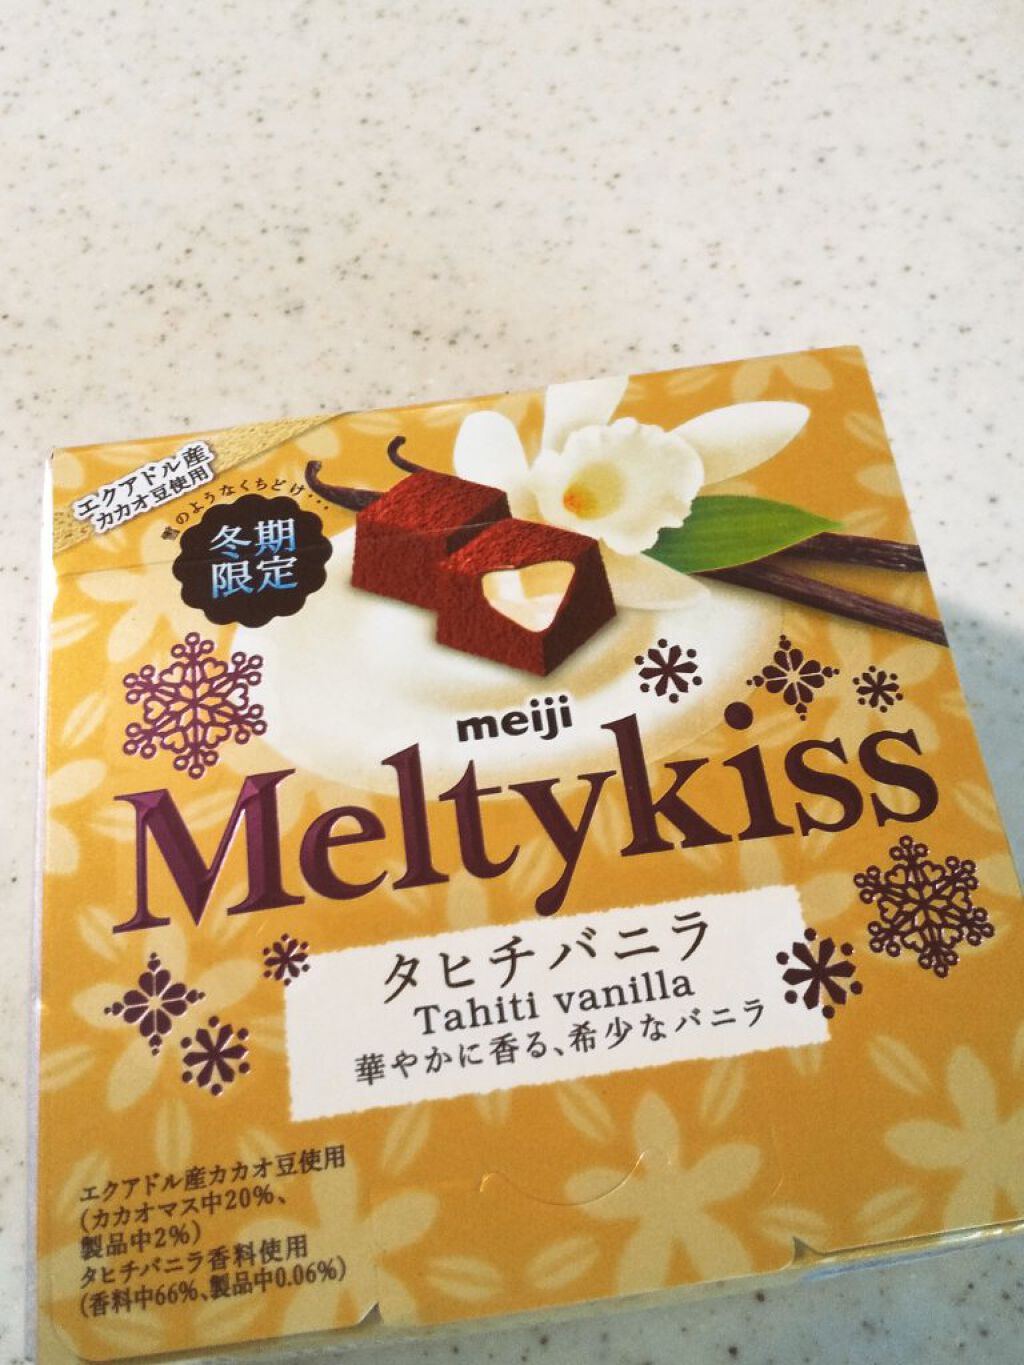 エクアドル産
カカオ豆使用
雪のようなくちどけ…
冬期
限定
meiji
Meltykiss
タヒチバニラ
Tahiti vanilla
華やかに香る、希少なバニラ
エクアドル産カカオ豆使用
(カカオマス中20%、
製品中2%)
タヒチバニラ香料使用
(香料中66%、製品中0.06%)